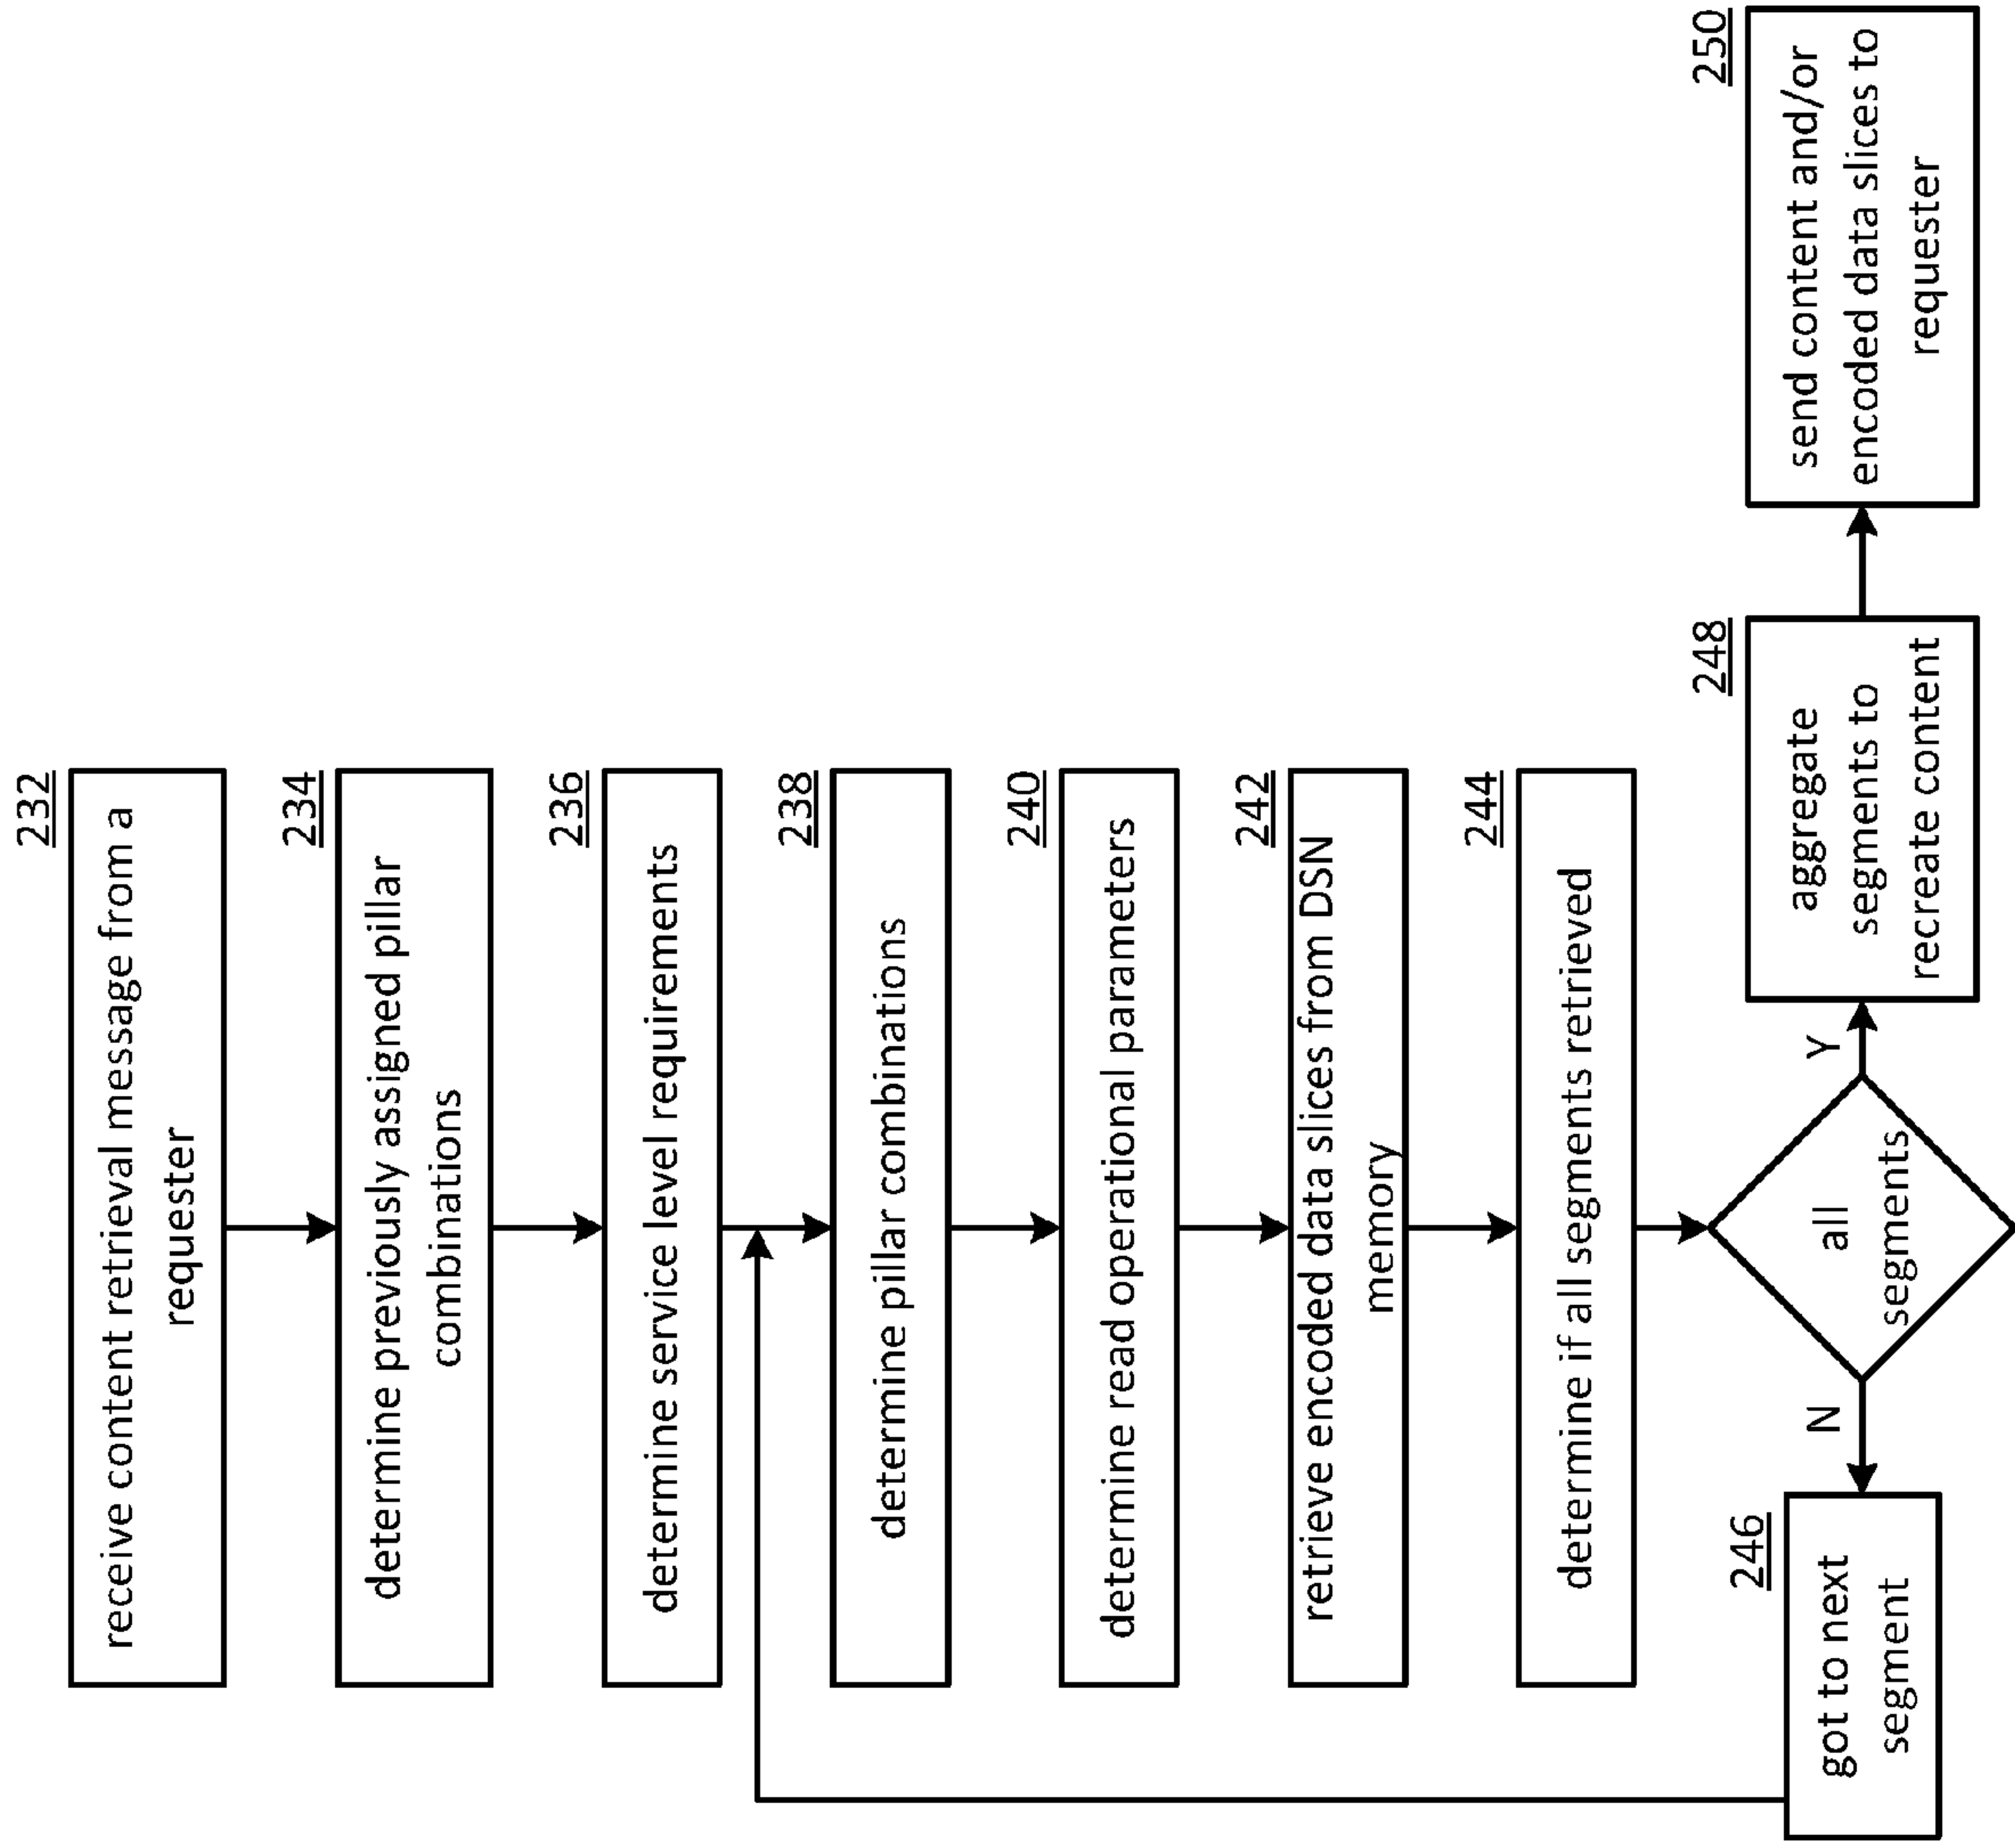 232
receive content retrieval message from a
requester
234
determine previously assigned pillar
combinations
236
determine service level requirements
238
determine pillar combinations
240
determine read operational parameters
242
retrieve encoded data slices from DSN
memory
244
determine if all segments retrieved
all
segments
N
Y
246
got to next
segment
248
aggregate
segments to
recreate content
250
send content and/or
encoded data slices to
requester